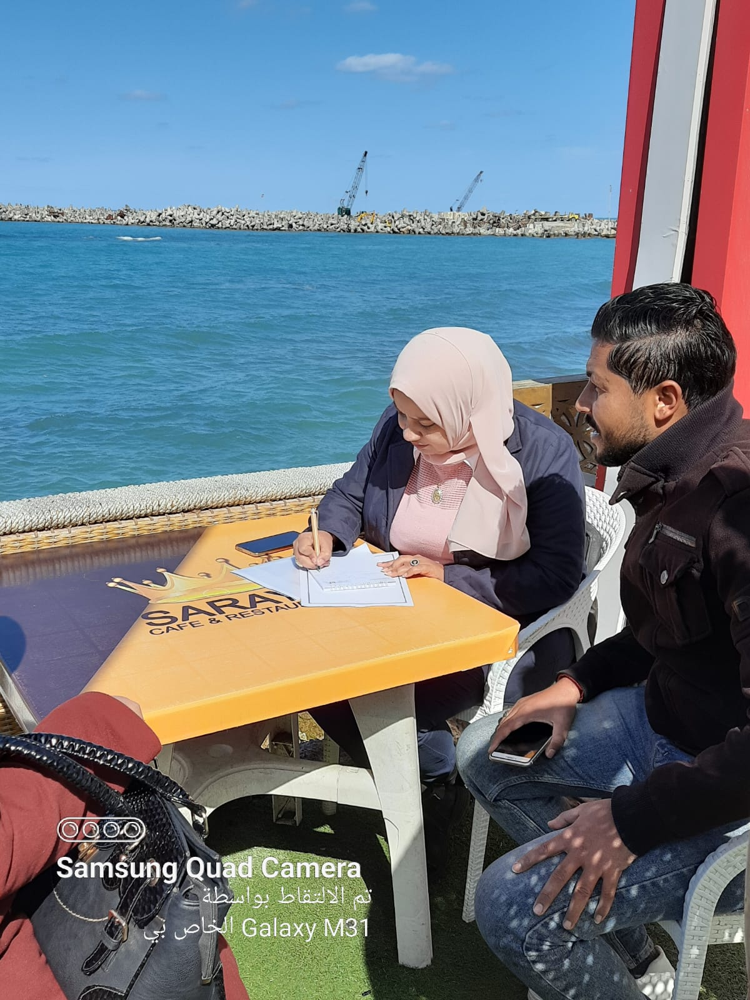 SARAY
CAFE & RESTAU
Samsung Quad Camera
تم الالتقاط بواسطة
Galaxy M31 الخاص بي